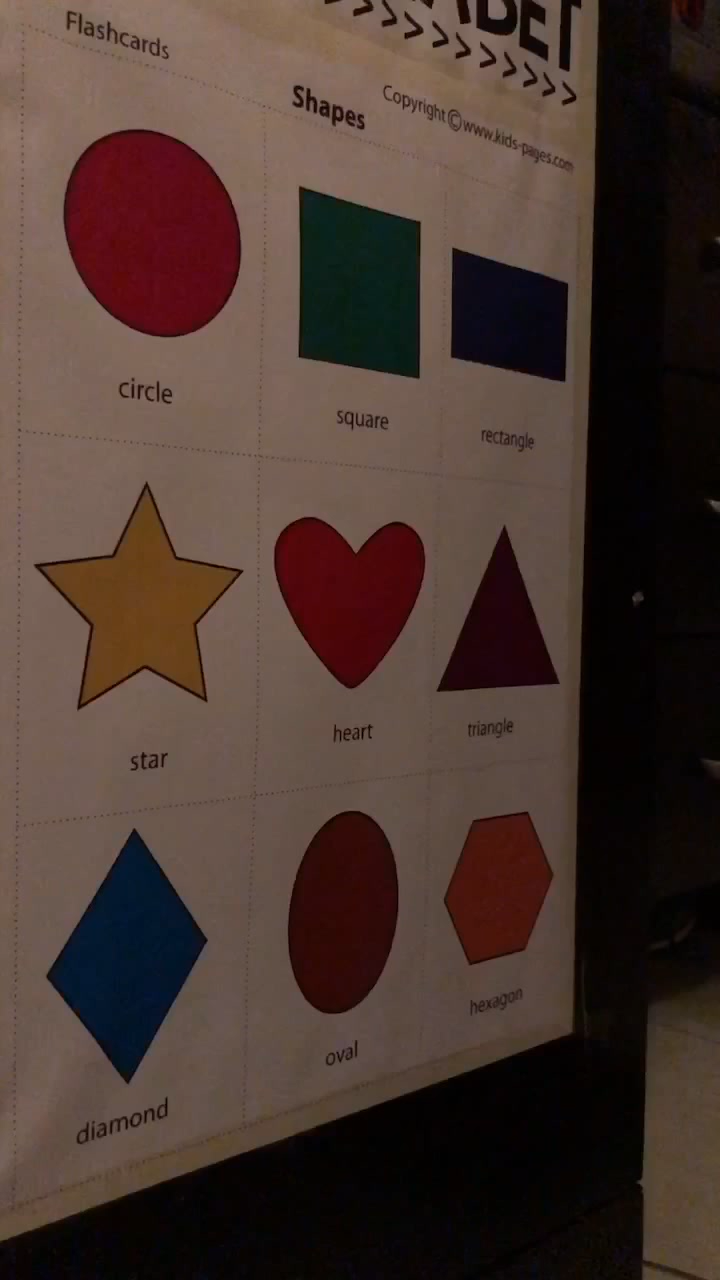 Flashcards
Shapes
Copyright © www.kids-pages.com
circle
square
rectangle
star
heart
triangle
diamond
oval
hexagon